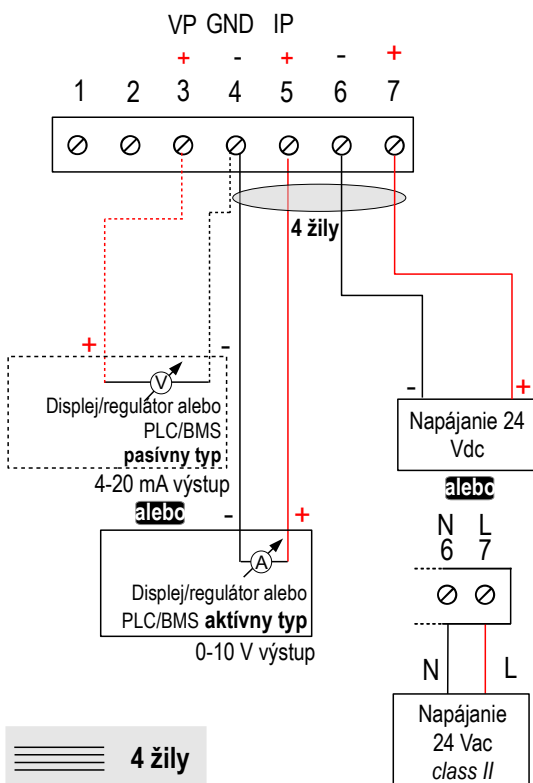 VP GND IP
+ - + - +
1 2 3 4 5 6 7
4 žily
+ -
V
Displej/regulátor alebo
PLC/BMS
pasívny typ
4-20 mA výstup
alebo
- +
A
Displej/regulátor alebo
PLC/BMS aktívny typ
0-10 V výstup
- +
Napájanie 24
Vdc
alebo
N L
6 7
N L
Napájanie
24 Vac
class II
4 žily